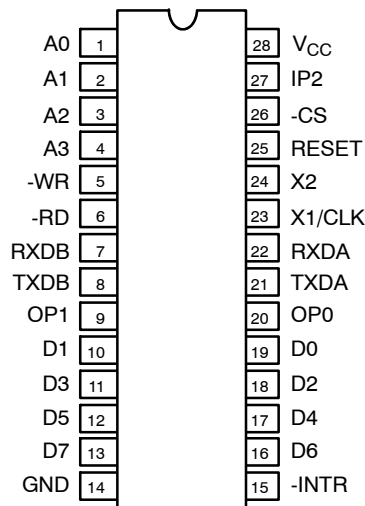 A0 1 28 VCC
A1 2 27 IP2
A2 3 26 -CS
A3 4 25 RESET
-WR 5 24 X2
-RD 6 23 X1/CLK
RXDB 7 22 RXDA
TXDB 8 21 TXDA
OP1 9 20 OP0
D1 10 19 D0
D3 11 18 D2
D5 12 17 D4
D7 13 16 D6
GND 14 15 -INTR